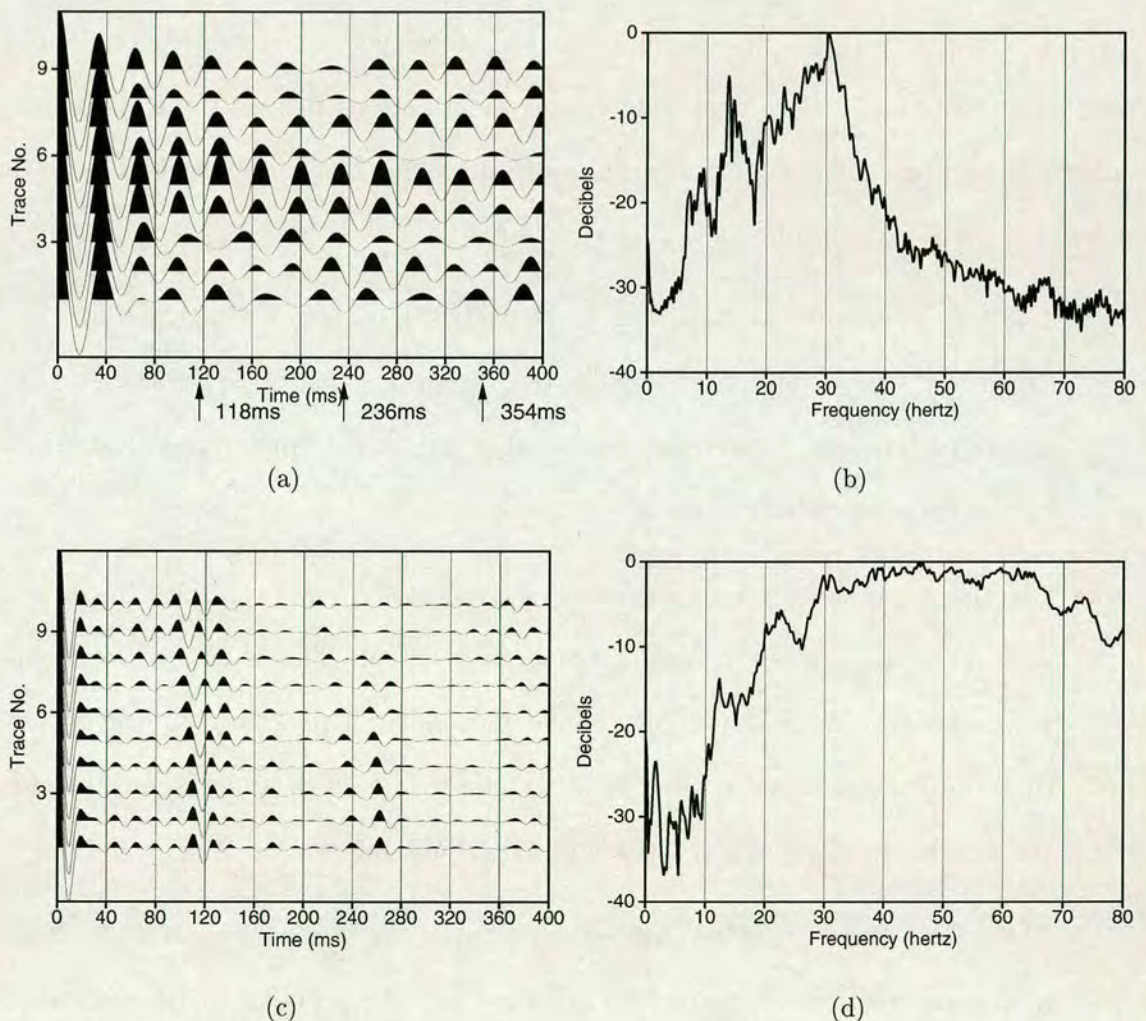 Trace No.
9
6
3
0 40 80 120 160 200 240 280 320 360 400
Time (ms)
118ms 236ms 354ms
(a)
Decibels
0
-10
-20
-30
-40
0 10 20 30 40 50 60 70 80
Frequency (hertz)
(b)
Trace No.
9
6
3
0 40 80 120 160 200 240 280 320 360 400
Time (ms)
(c)
Decibels
0
-10
-20
-30
-40
0 10 20 30 40 50 60 70 80
Frequency (hertz)
(d)